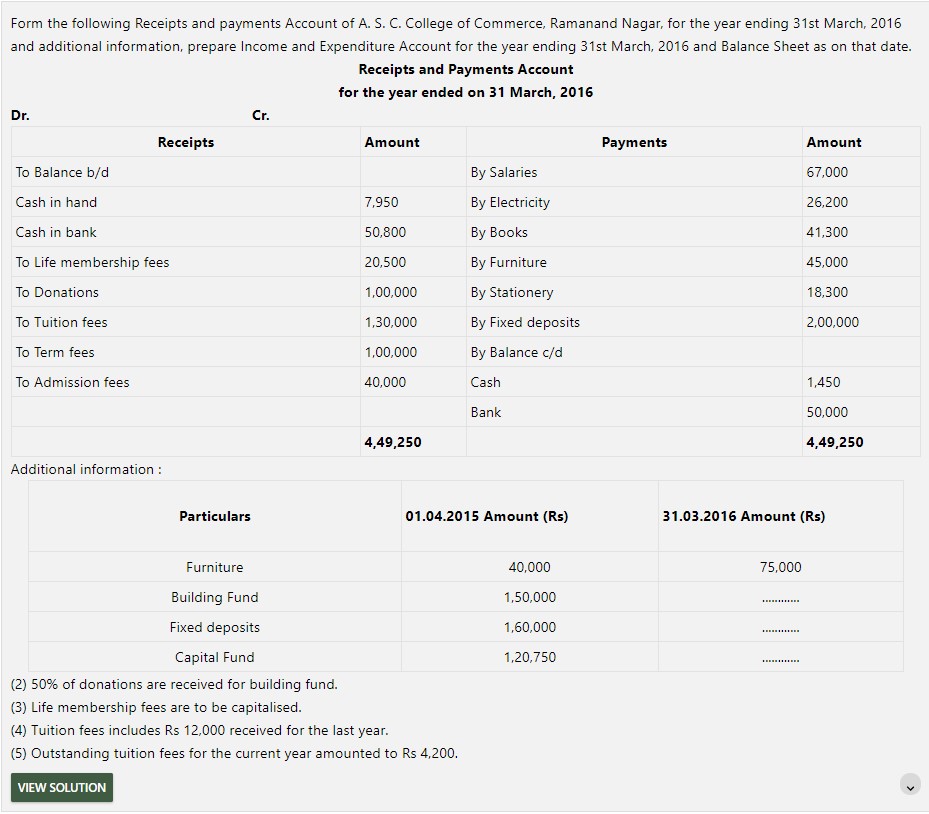 Form the following Receipts and payments Account of A. S. C. College of Commerce, Ramanand Nagar, for the year ending 31st March, 2016
and additional information, prepare Income and Expenditure Account for the year ending 31st March, 2016 and Balance Sheet as on that date.
Receipts and Payments Account
for the year ended on 31 March, 2016
Dr. Cr.
Receipts Amount Payments Amount
To Balance b/d By Salaries 67,000
Cash in hand 7,950 By Electricity 26,200
Cash in bank 50,800 By Books 41,300
To Life membership fees 20,500 By Furniture 45,000
To Donations 1,00,000 By Stationery 18,300
To Tuition fees 1,30,000 By Fixed deposits 2,00,000
To Term fees 1,00,000 By Balance c/d
To Admission fees 40,000 Cash 1,450
Bank 50,000
4,49,250 4,49,250
Additional information :
Particulars 01.04.2015 Amount (Rs) 31.03.2016 Amount (Rs)
Furniture 40,000 75,000
Building Fund 1,50,000 ............
Fixed deposits 1,60,000 ............
Capital Fund 1,20,750 ............
(2) 50% of donations are received for building fund.
(3) Life membership fees are to be capitalised.
(4) Tuition fees includes Rs 12,000 received for the last year.
(5) Outstanding tuition fees for the current year amounted to Rs 4,200.
VIEW SOLUTION